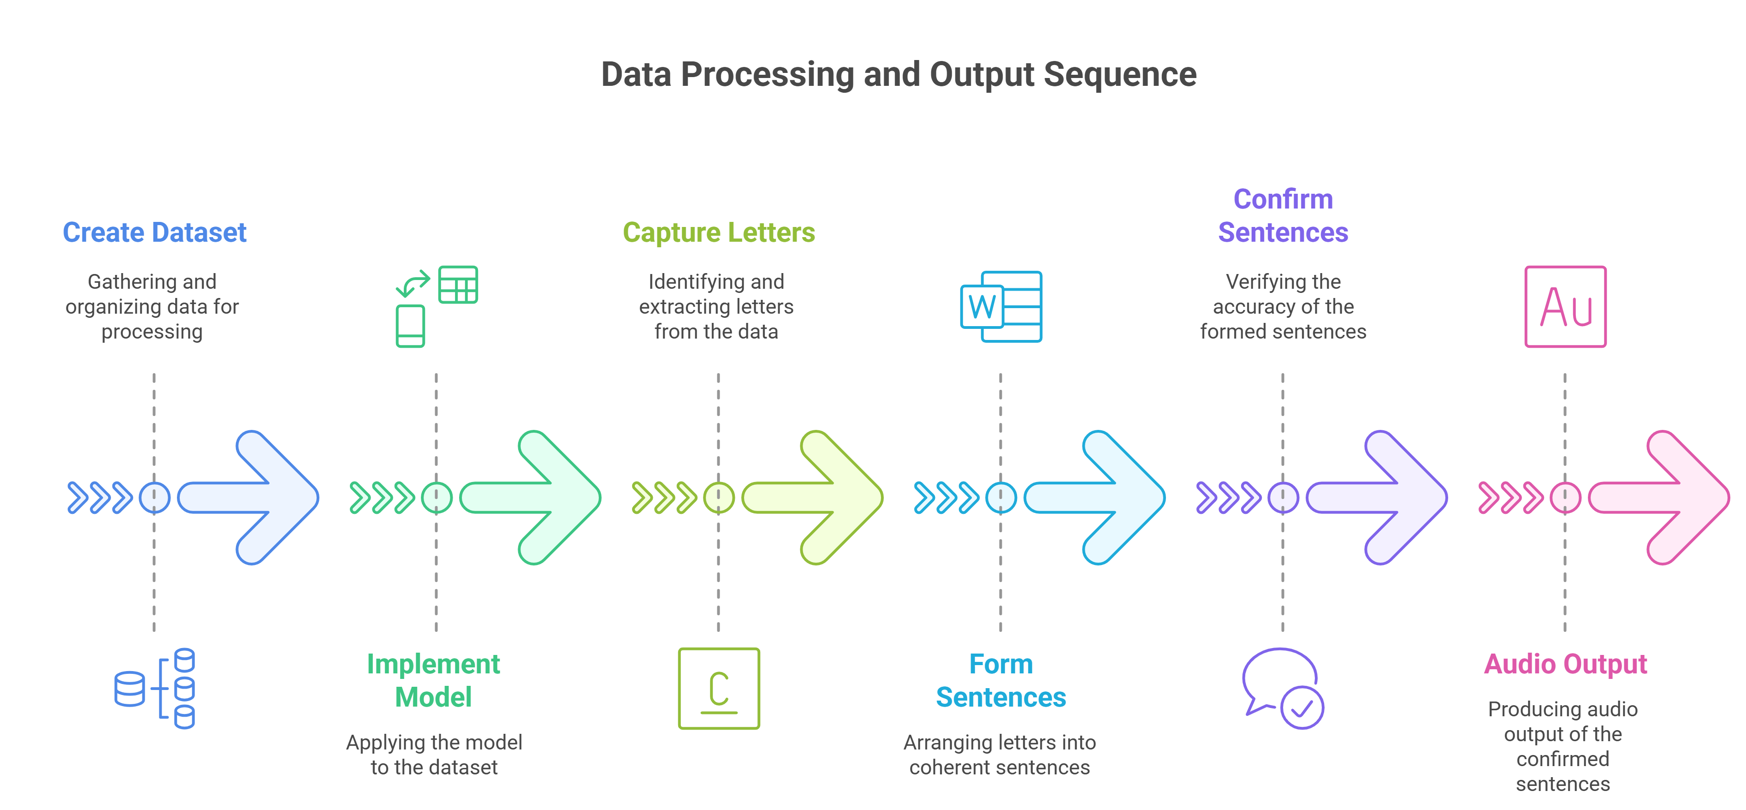 Data Processing and Output Sequence
Create Dataset
Gathering and
organizing data for
processing
Implement
Model
Applying the model
to the dataset
Capture Letters
Identifying and
extracting letters
from the data
C
W
Form
Sentences
Arranging letters into
coherent sentences
Confirm
Sentences
Verifying the
accuracy of the
formed sentences
Au
Audio Output
Producing audio
output of the
confirmed
sentences